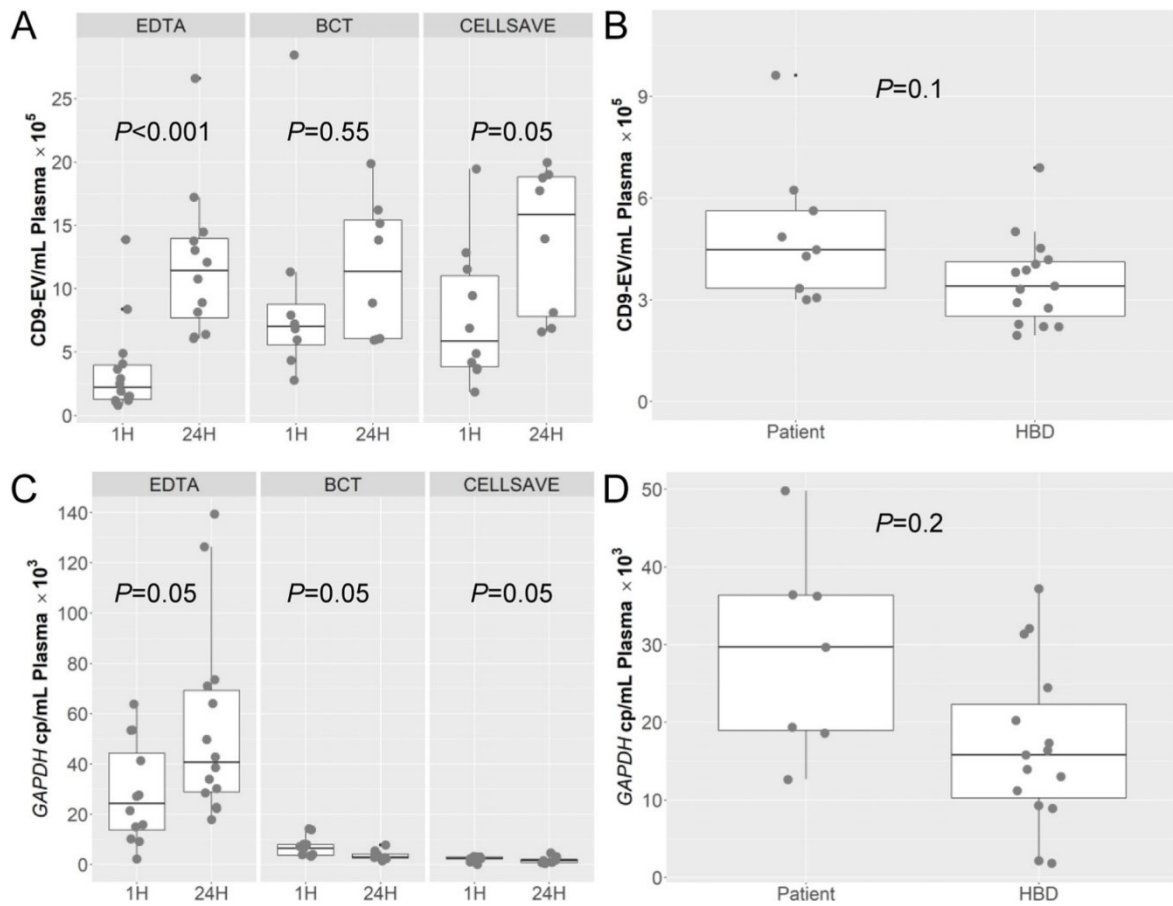 A
EDTA
BCT
CELLSAVE
CD9-EV/mL Plasma × 10⁵
25
20
15
10
5
0
P<0.001
P=0.55
P=0.05
1H
24H
1H
24H
1H
24H
B
CD9-EV/mL Plasma × 10⁵
9
6
3
0
P=0.1
Patient
HBD
C
EDTA
BCT
CELLSAVE
GAPDH cp/mL Plasma × 10³
140
120
100
80
60
40
20
0
P=0.05
P=0.05
P=0.05
1H
24H
1H
24H
1H
24H
D
GAPDH cp/mL Plasma × 10³
50
40
30
20
10
0
P=0.2
Patient
HBD